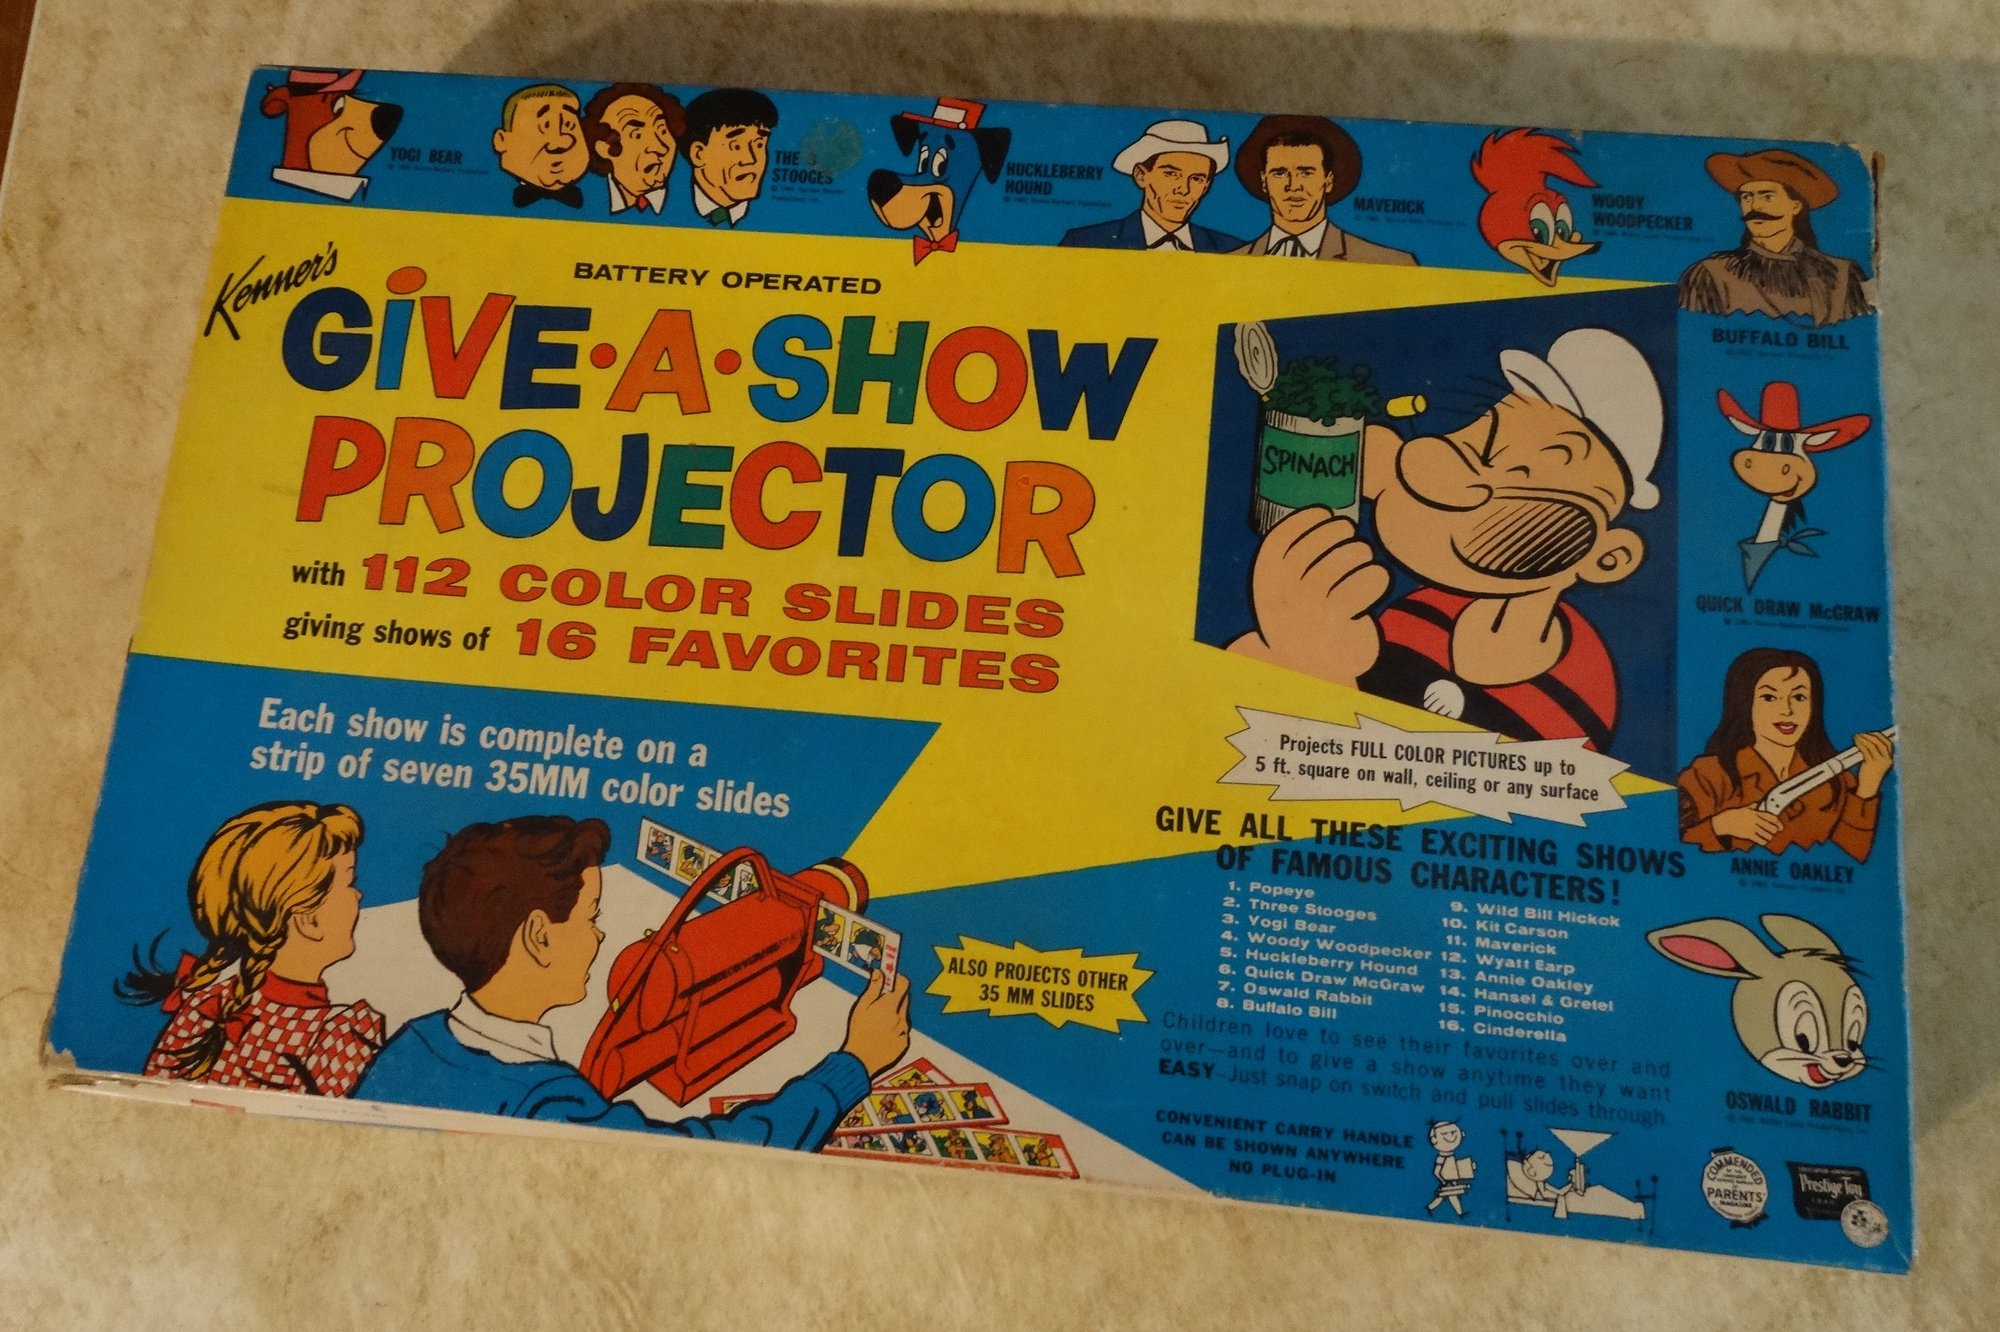 YOGI BEAR
THE 3
STOOGES
HUCKLEBERRY
HOUND
MAVERICK
WOODY
WOODPECKER
BUFFALO BILL
Kenner's
BATTERY OPERATED
GIVE•A•SHOW
PROJECTOR
with 112 COLOR SLIDES
giving shows of 16 FAVORITES
SPINACH
QUICK DRAW McGRAW
ANNIE OAKLEY
OSWALD RABBIT
Each show is complete on a
strip of seven 35MM color slides
Projects FULL COLOR PICTURES up to
5 ft. square on wall, ceiling or any surface
ALSO PROJECTS OTHER
35 MM SLIDES
GIVE ALL THESE EXCITING SHOWS
OF FAMOUS CHARACTERS!
1. Popeye
2. Three Stooges
3. Yogi Bear
4. Woody Woodpecker
5. Huckleberry Hound
6. Quick Draw McGraw
7. Oswald Rabbit
8. Buffalo Bill
9. Wild Bill Hickok
10. Kit Carson
11. Maverick
12. Wyatt Earp
13. Annie Oakley
14. Hansel & Gretel
15. Pinocchio
16. Cinderella
Children love to see their favorites over and
over—and to give a show anytime they want
EASY—Just snap on switch and pull slides through.
CONVENIENT CARRY HANDLE
CAN BE SHOWN ANYWHERE
NO PLUG-IN
COMMENDED
PARENTS'
MAGAZINE
Prestige Toy